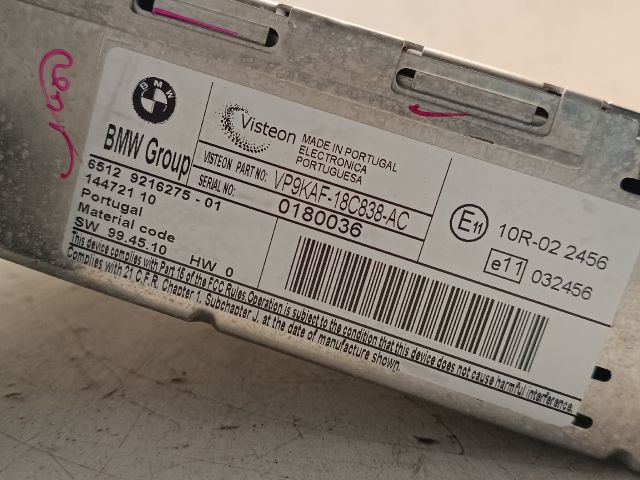 BMW
BMW Group
6512 9216275 - 01
144721 10
Portugal
Material code
SW 99.45.10 HW 0
Visteon
MADE IN PORTUGAL
ELECTRONICA
PORTUGUESA
VISTEON PART NO: VP9KAF-18C838-AC
SERIAL NO: 0180036
E11 10R-02 2456
e11 032456
This device complies with Part 15 of the FCC Rules.Operation is subject to the condition that this device does not cause harmful interference.
Complies with 21 C.F.R. Chapter 1, Subchapter J, at the date of manufacture shown.